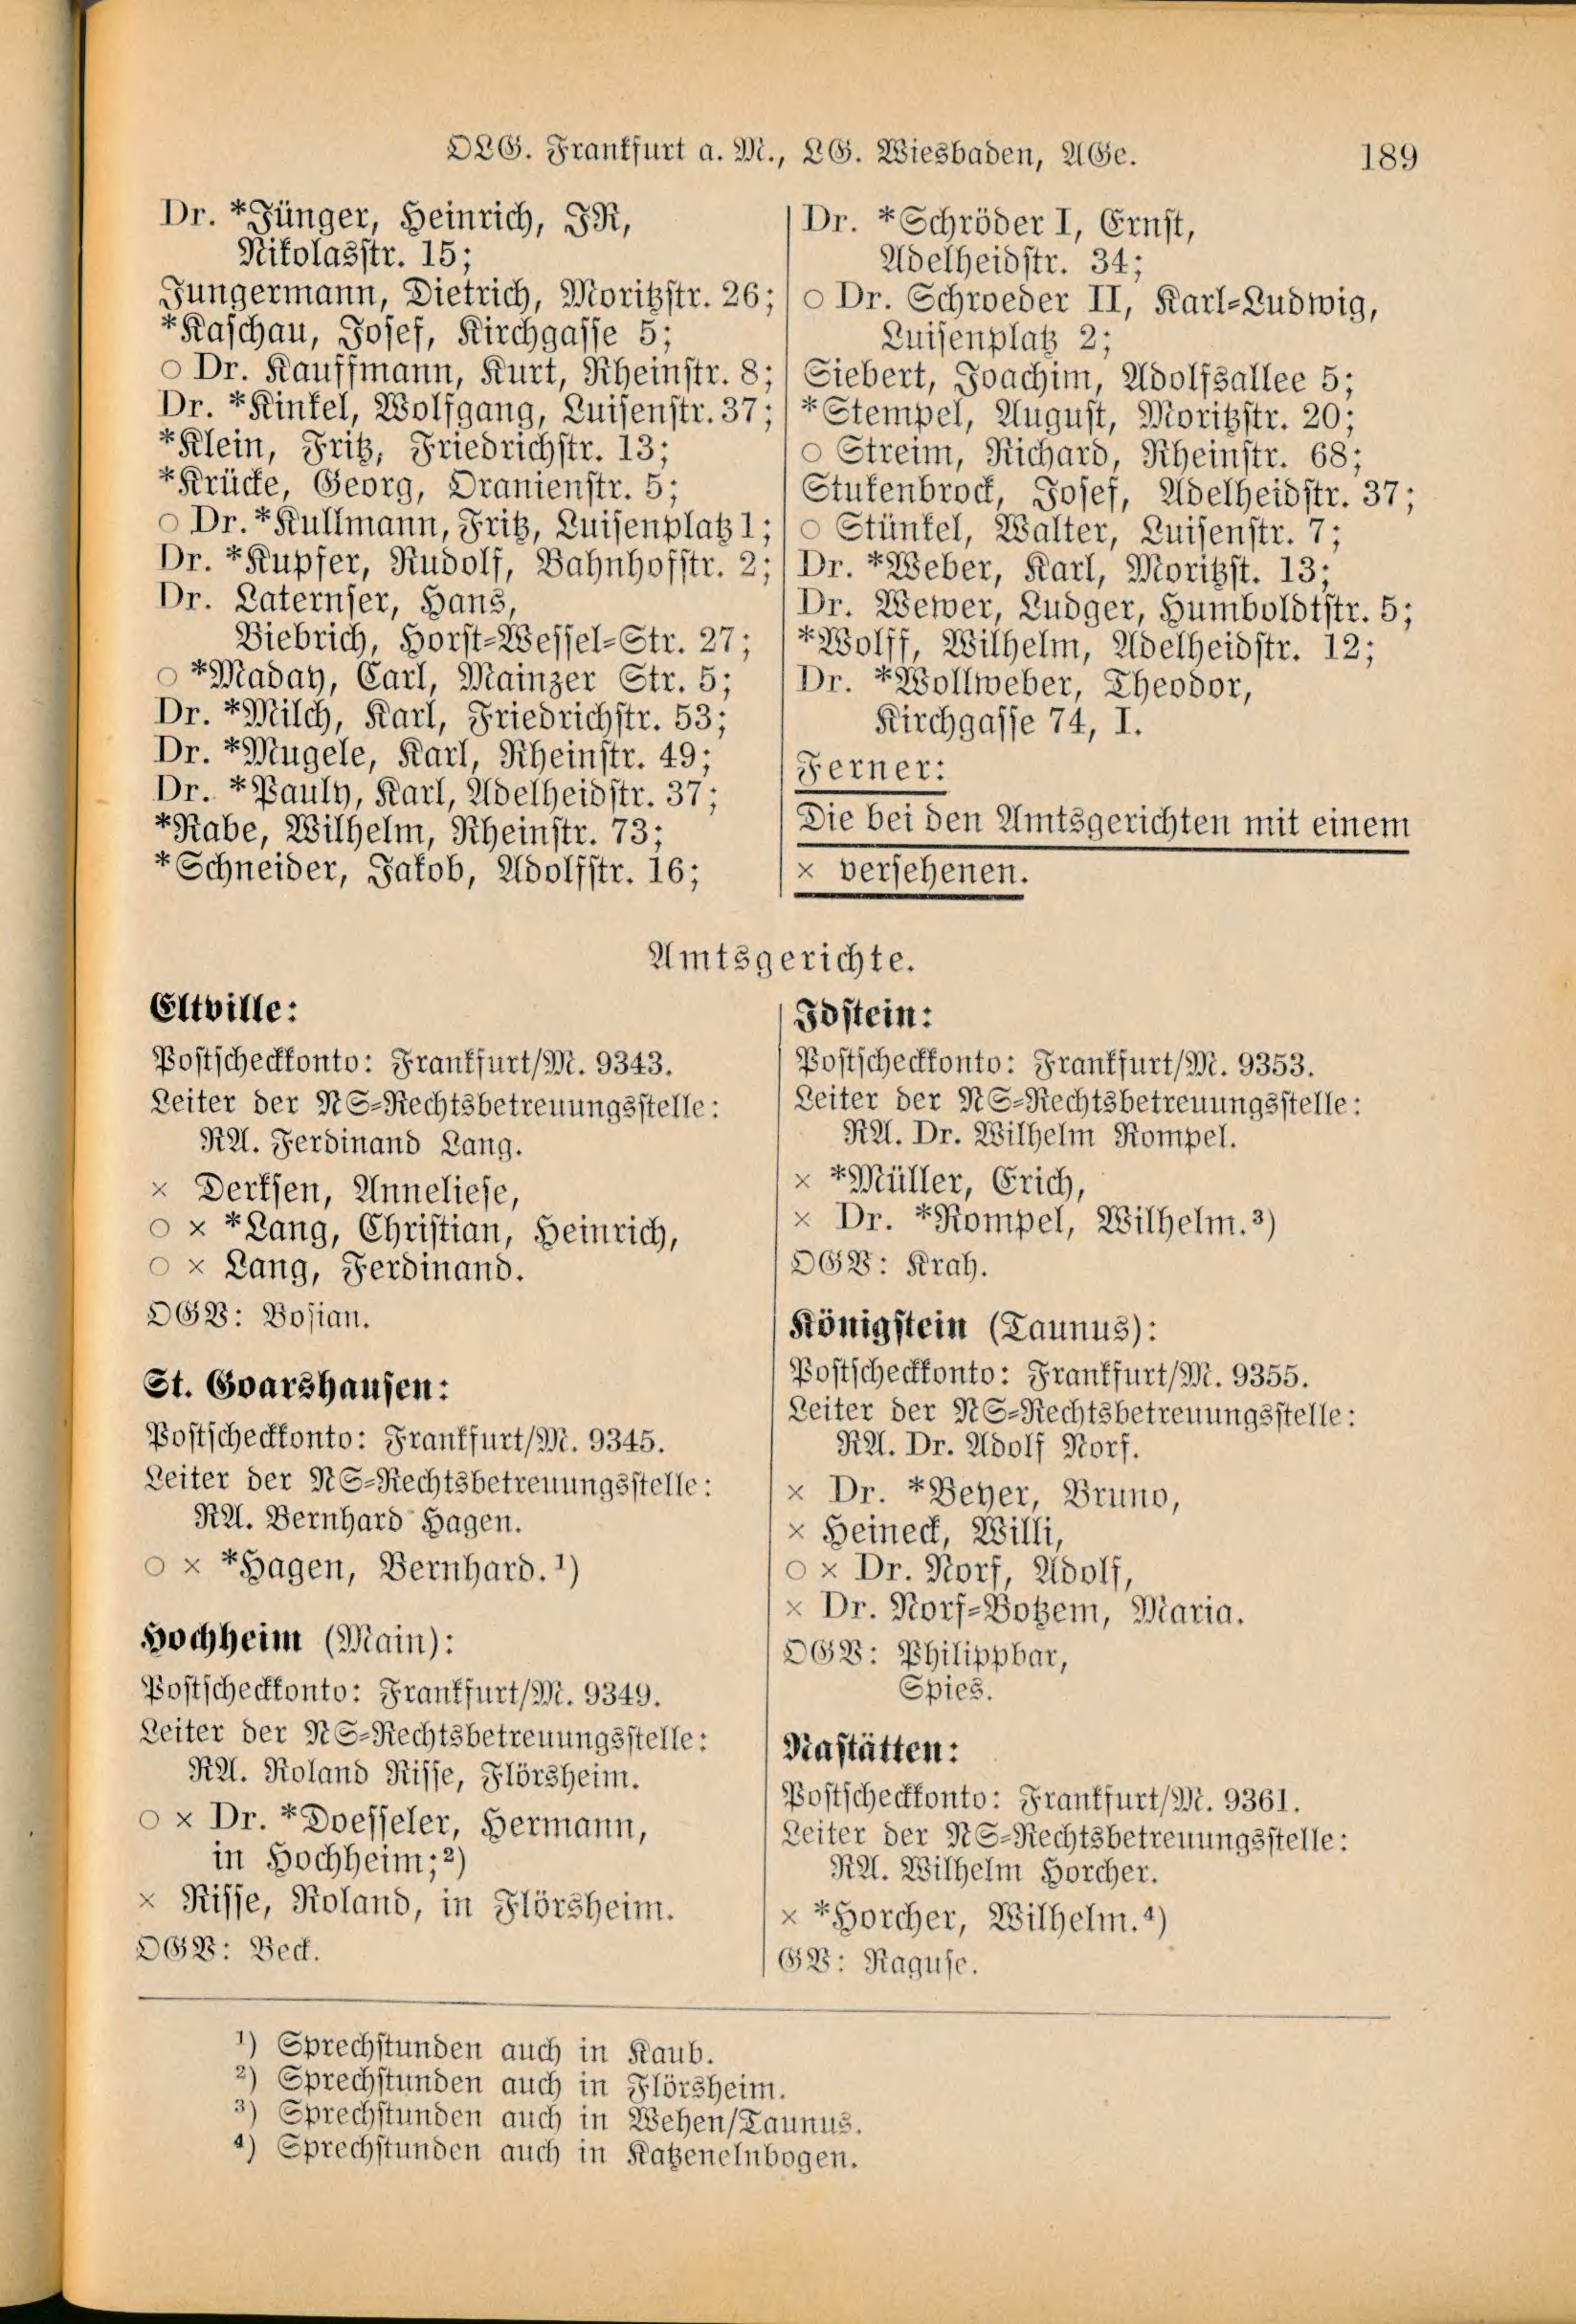 OLG. Frankfurt a. M., LG. Wiesbaden, AGe.
189
Dr. *Jünger, Heinrich, JR,
Nikolasstr. 15;
Jungermann, Dietrich, Moritzstr. 26;
*Kaschau, Josef, Kirchgasse 5;
○ Dr. Kauffmann, Kurt, Rheinstr. 8;
Dr. *Kinkel, Wolfgang, Luisenstr. 37;
*Klein, Fritz, Friedrichstr. 13;
*Krücke, Georg, Oranienstr. 5;
○ Dr. *Kullmann, Fritz, Luisenplatz 1;
Dr. *Kupfer, Rudolf, Bahnhofstr. 2;
Dr. Laternser, Hans,
Biebrich, Horst-Wessel-Str. 27;
○ *Maday, Carl, Mainzer Str. 5;
Dr. *Milch, Karl, Friedrichstr. 53;
Dr. *Mugele, Karl, Rheinstr. 49;
Dr. *Pauly, Karl, Adelheidstr. 37;
*Rabe, Wilhelm, Rheinstr. 73;
*Schneider, Jakob, Adolfstr. 16;
Dr. *Schröder I, Ernst,
Adelheidstr. 34;
○ Dr. Schroeder II, Karl-Ludwig,
Luisenplatz 2;
Siebert, Joachim, Adolfsallee 5;
*Stempel, August, Moritzstr. 20;
○ Streim, Richard, Rheinstr. 68;
Stukenbrock, Josef, Adelheidstr. 37;
○ Stünkel, Walter, Luisenstr. 7;
Dr. *Weber, Karl, Moritzst. 13;
Dr. Wewer, Ludger, Humboldtstr. 5;
*Wolff, Wilhelm, Adelheidstr. 12;
Dr. *Wollweber, Theodor,
Kirchgasse 74, I.
Ferner:
Die bei den Amtsgerichten mit einem
× versehenen.
Amtsgerichte.
Eltville:
Postscheckkonto: Frankfurt/M. 9343.
Leiter der NS-Rechtsbetreuungsstelle:
RA. Ferdinand Lang.
× Derksen, Anneliese,
○ × *Lang, Christian, Heinrich,
○ × Lang, Ferdinand.
OGV: Bosian.
St. Goarshausen:
Postscheckkonto: Frankfurt/M. 9345.
Leiter der NS-Rechtsbetreuungsstelle:
RA. Bernhard Hagen.
○ × *Hagen, Bernhard.¹)
Hochheim (Main):
Postscheckkonto: Frankfurt/M. 9349.
Leiter der NS-Rechtsbetreuungsstelle:
RA. Roland Risse, Flörsheim.
○ × Dr. *Doesseler, Hermann,
in Hochheim;²)
× Risse, Roland, in Flörsheim.
OGV: Beck.
Idstein:
Postscheckkonto: Frankfurt/M. 9353.
Leiter der NS-Rechtsbetreuungsstelle:
RA. Dr. Wilhelm Rompel.
× *Müller, Erich,
× Dr. *Rompel, Wilhelm.³)
OGV: Krah.
Königstein (Taunus):
Postscheckkonto: Frankfurt/M. 9355.
Leiter der NS-Rechtsbetreuungsstelle:
RA. Dr. Adolf Norf.
× Dr. *Beyer, Bruno,
× Heineck, Willi,
○ × Dr. Norf, Adolf,
× Dr. Norf-Botzem, Maria.
OGV: Philippbar,
Spies.
Nastätten:
Postscheckkonto: Frankfurt/M. 9361.
Leiter der NS-Rechtsbetreuungsstelle:
RA. Wilhelm Horcher.
× *Horcher, Wilhelm.⁴)
GV: Raguse.
¹) Sprechstunden auch in Kaub.
²) Sprechstunden auch in Flörsheim.
³) Sprechstunden auch in Wehen/Taunus.
⁴) Sprechstunden auch in Katzenelnbogen.